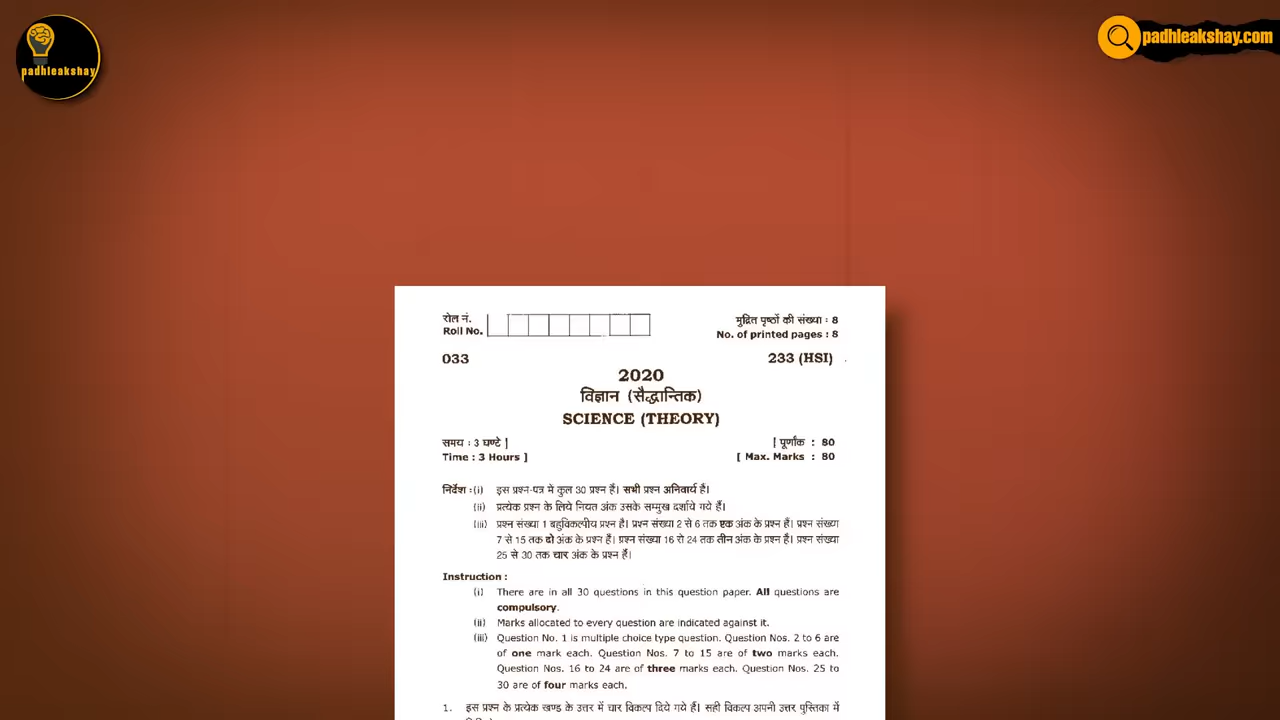 padhleakshay
padhleakshay.com
रोल नं.
Roll No.
मुद्रित पृष्ठों की संख्या : 8
No. of printed pages : 8
033
233 (HSI)
2020
विज्ञान (सैद्धान्तिक)
SCIENCE (THEORY)
समय : 3 घण्टे ]
[ पूर्णांक : 80
Time : 3 Hours ]
[ Max. Marks : 80
निर्देश : (i) इस प्रश्न-पत्र में कुल 30 प्रश्न है। सभी प्रश्न अनिवार्य हैं।
(ii) प्रत्येक प्रश्न के लिये नियत अंक उसके सम्मुख दर्शाये गये हैं।
(iii) प्रश्न संख्या 1 बहुविकल्पीय प्रश्न है। प्रश्न संख्या 2 से 6 तक एक अंक के प्रश्न हैं। प्रश्न संख्या
7 से 15 तक दो अंक के प्रश्न हैं। प्रश्न संख्या 16 से 24 तक तीन अंक के प्रश्न है। प्रश्न संख्या
25 से 30 तक चार अंक के प्रश्न हैं।
Instruction :
(i) There are in all 30 questions in this question paper. All questions are
compulsory.
(ii) Marks allocated to every question are indicated against it.
(iii) Question No. 1 is multiple choice type question. Question Nos. 2 to 6 are
of one mark each. Question Nos. 7 to 15 are of two marks each.
Question Nos. 16 to 24 are of three marks each. Question Nos. 25 to
30 are of four marks each.
1. इस प्रश्न के प्रत्येक खण्ड के उत्तर में चार विकल्प दिये गये हैं। सही विकल्प अपनी उत्तर पुस्तिका में